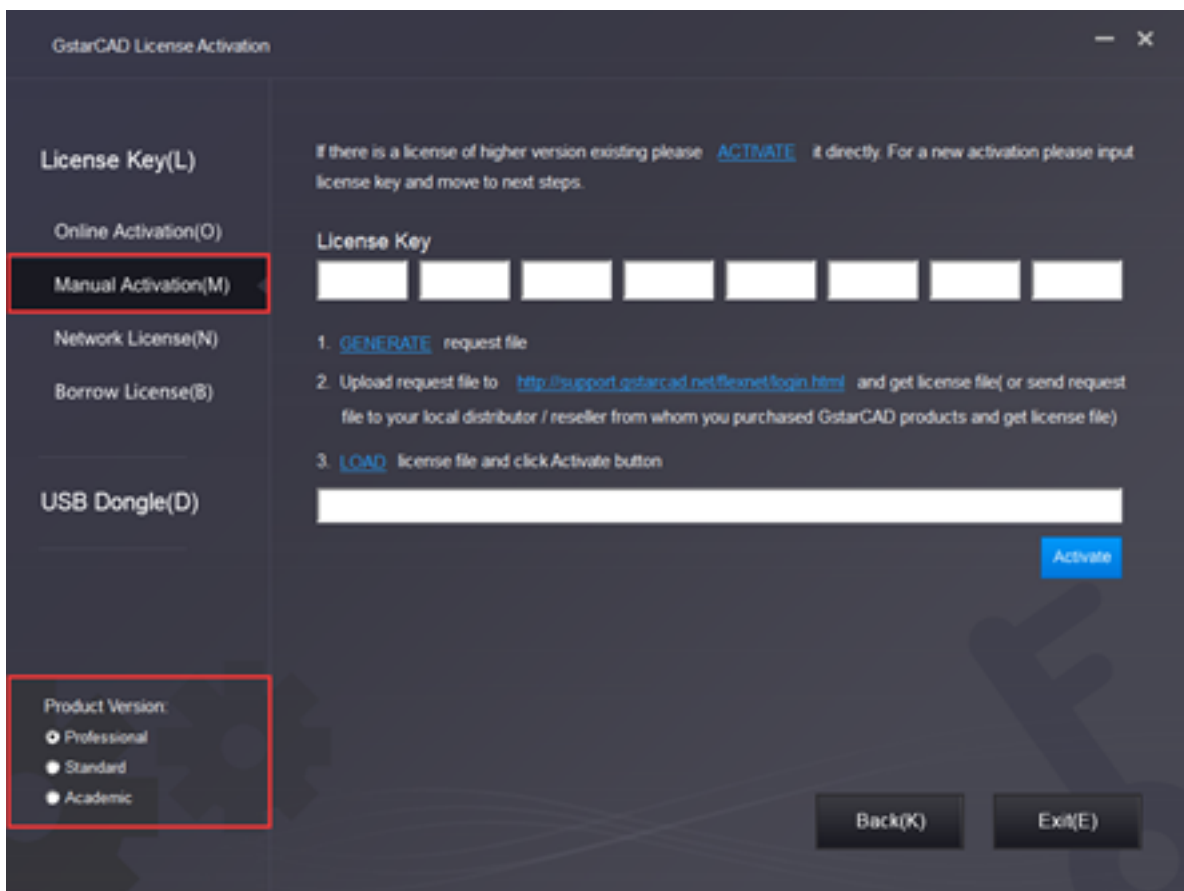 GstarCAD License Activation
License Key(L)
Online Activation(O)
Manual Activation(M)
Network License(N)
Borrow License(B)
USB Dongle(D)
Product Version:
Professional
Standard
Academic
If there is a license of higher version existing please ACTIVATE it directly. For a new activation please input
license key and move to next steps.
License Key
1. GENERATE request file
2. Upload request file to http://support.gstarcad.net/flexnet/login.html and get license file( or send request
file to your local distributor / reseller from whom you purchased GstarCAD products and get license file)
3. LOAD license file and click Activate button
Activate
Back(K)
Exit(E)